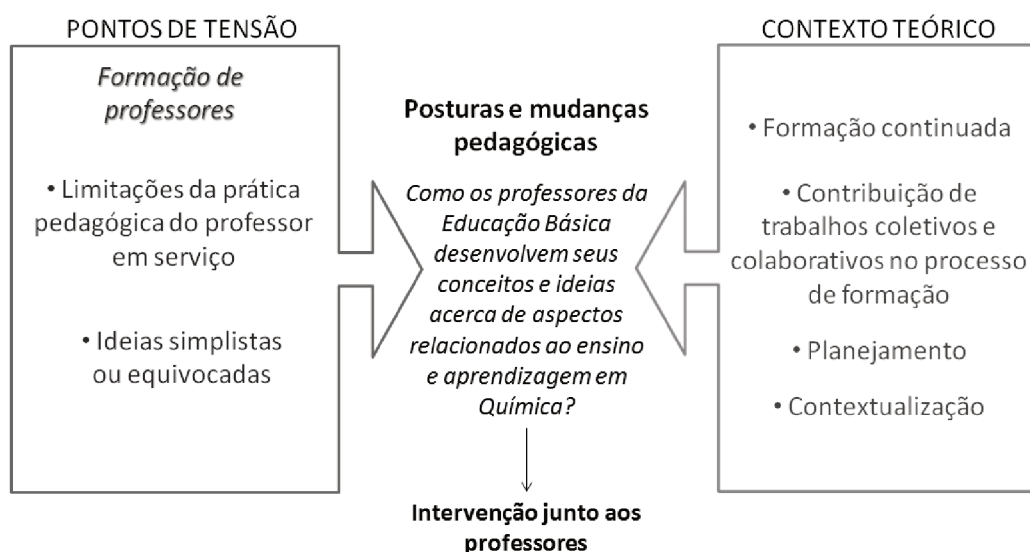 PONTOS DE TENSÃO
Formação de
professores
• Limitações da prática
pedagógica do professor
em serviço
• Ideias simplistas
ou equivocadas
Posturas e mudanças
pedagógicas
Como os professores da
Educação Básica
desenvolvem seus
conceitos e ideias
acerca de aspectos
relacionados ao ensino
e aprendizagem em
Química?
Intervenção junto aos
professores
CONTEXTO TEÓRICO
• Formação continuada
• Contribuição de
trabalhos coletivos e
colaborativos no processo
de formação
• Planejamento
• Contextualização